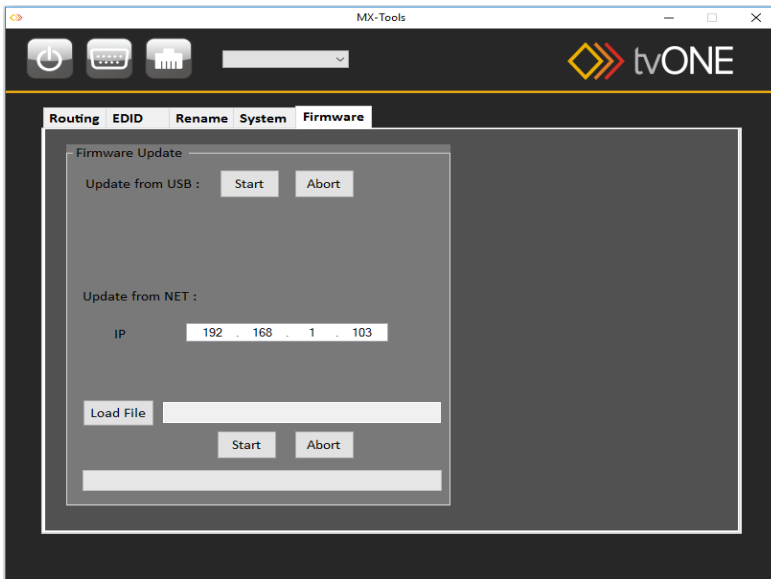 MX-Tools
tvONE
Routing EDID Rename System Firmware
Firmware Update
Update from USB : Start Abort
Update from NET :
IP 192 . 168 . 1 . 103
Load File
Start Abort